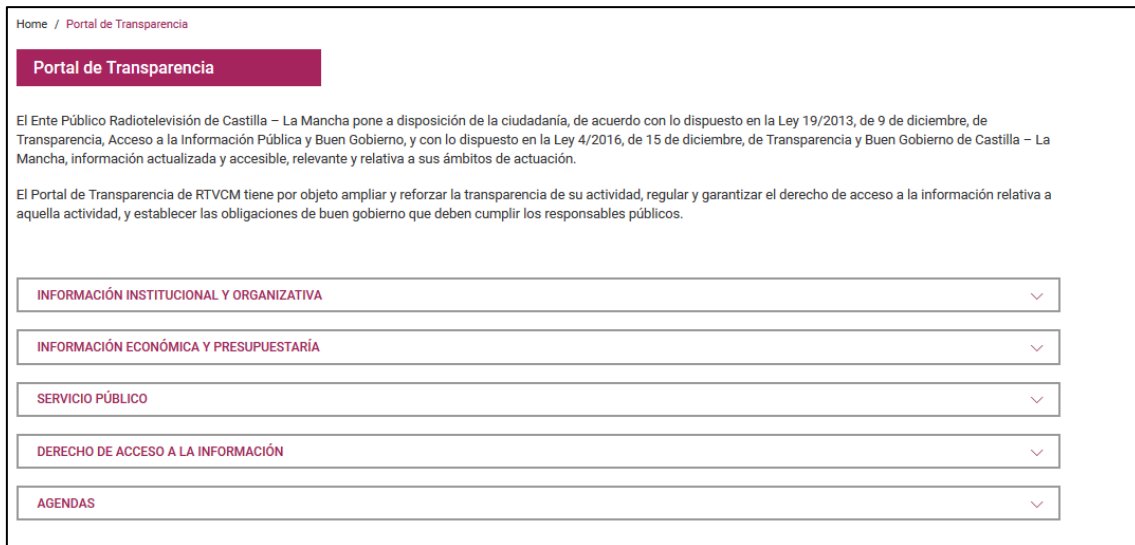 Home / Portal de Transparencia
Portal de Transparencia
El Ente Público Radiotelevisión de Castilla – La Mancha pone a disposición de la ciudadanía, de acuerdo con lo dispuesto en la Ley 19/2013, de 9 de diciembre, de
Transparencia, Acceso a la Información Pública y Buen Gobierno, y con lo dispuesto en la Ley 4/2016, de 15 de diciembre, de Transparencia y Buen Gobierno de Castilla – La
Mancha, información actualizada y accesible, relevante y relativa a sus ámbitos de actuación.
El Portal de Transparencia de RTVCM tiene por objeto ampliar y reforzar la transparencia de su actividad, regular y garantizar el derecho de acceso a la información relativa a
aquella actividad, y establecer las obligaciones de buen gobierno que deben cumplir los responsables públicos.
INFORMACIÓN INSTITUCIONAL Y ORGANIZATIVA
INFORMACIÓN ECONÓMICA Y PRESUPUESTARÍA
SERVICIO PÚBLICO
DERECHO DE ACCESO A LA INFORMACIÓN
AGENDAS